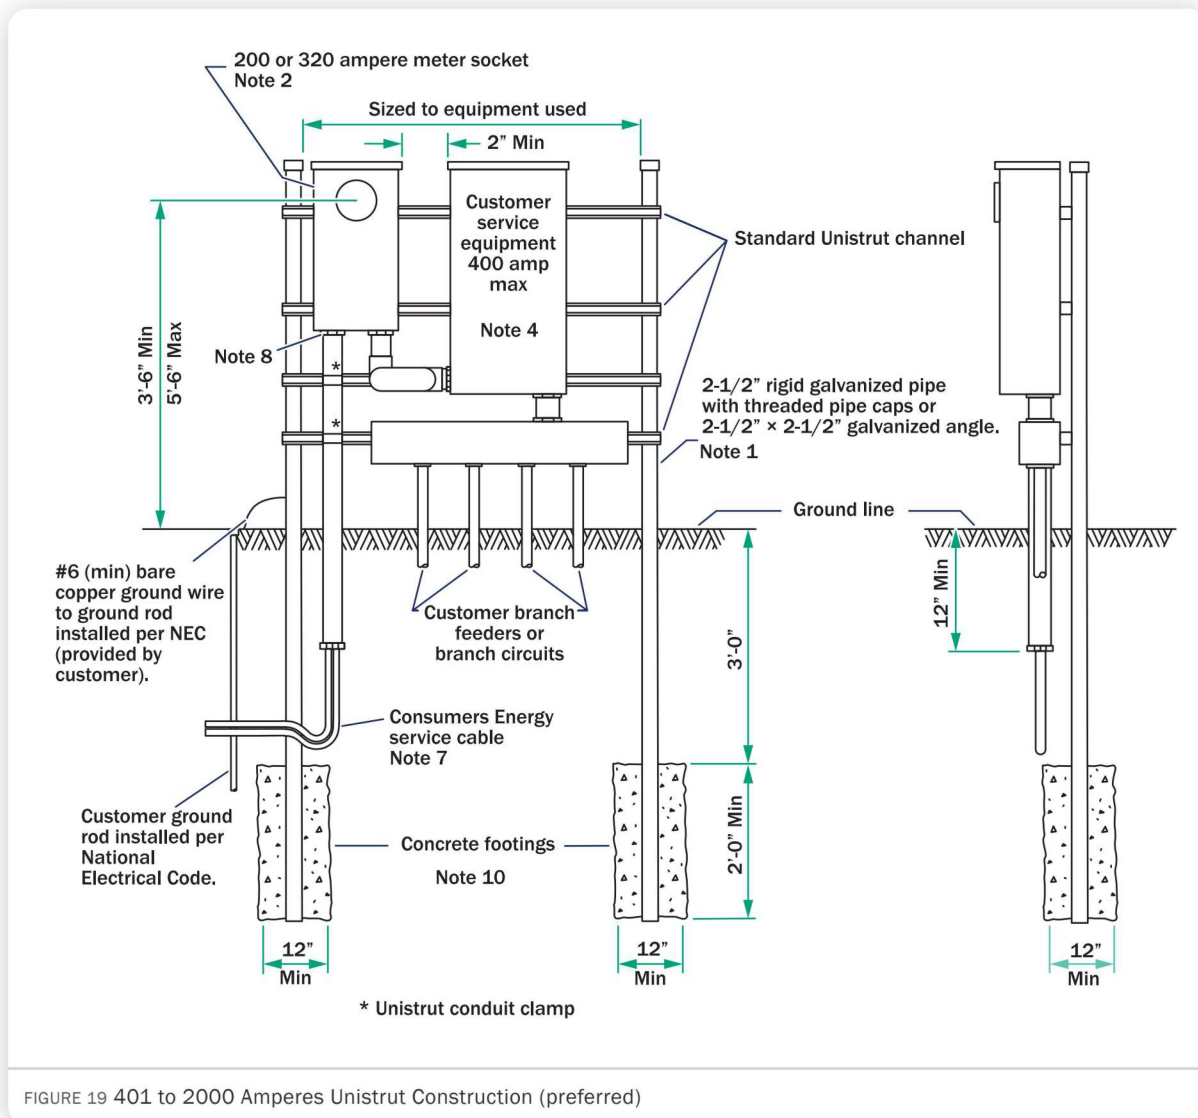 200 or 320 ampere meter socket
Note 2
Sized to equipment used
2” Min
Customer
service
equipment
400 amp
max
Note 4
Standard Unistrut channel
3’-6” Min
5’-6” Max
Note 8
*
*
2-1/2” rigid galvanized pipe
with threaded pipe caps or
2-1/2” × 2-1/2” galvanized angle.
Note 1
Ground line
#6 (min) bare
copper ground wire
to ground rod
installed per NEC
(provided by
customer).
Customer branch
feeders or
branch circuits
3’-0”
12” Min
Consumers Energy
service cable
Note 7
Customer ground
rod installed per
National
Electrical Code.
Concrete footings
Note 10
2’-0” Min
12”
Min
12”
Min
12”
Min
* Unistrut conduit clamp
FIGURE 19 401 to 2000 Amperes Unistrut Construction (preferred)